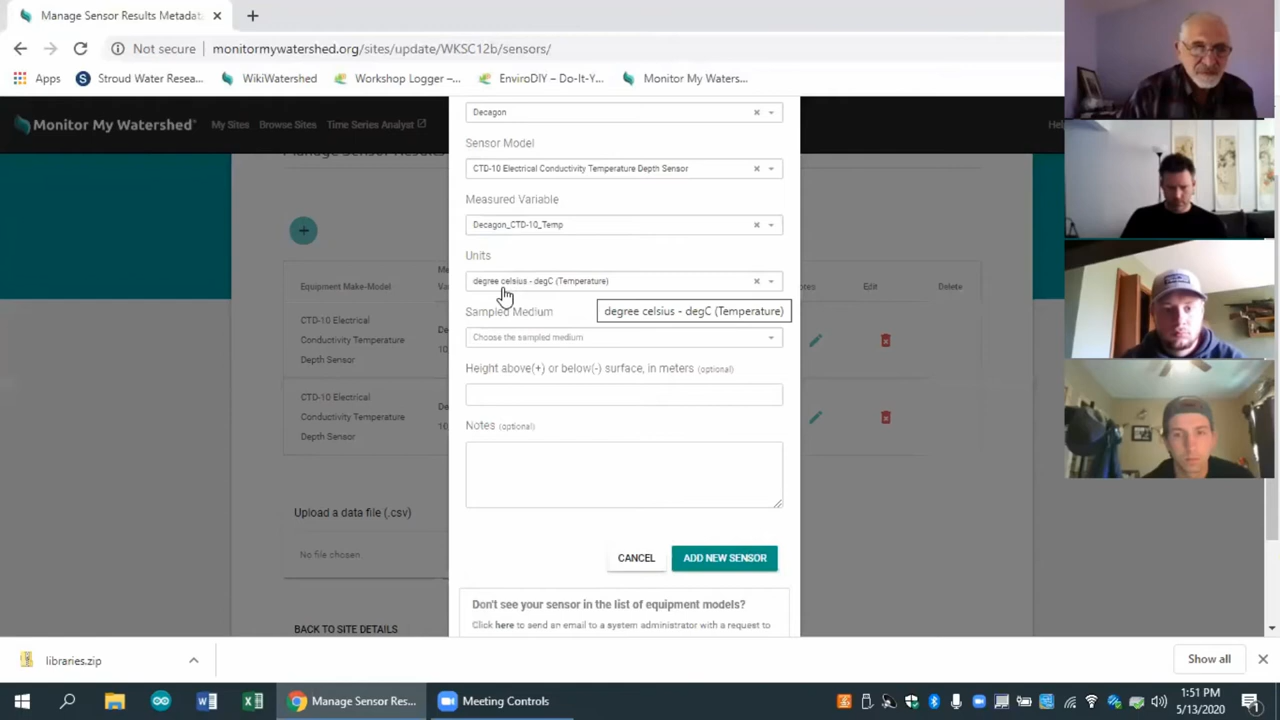 Manage Sensor Results Metadat
Not secure
monitormywatershed.org/sites/update/WKSC12b/sensors/
Apps
Stroud Water Resea...
WikiWatershed
Workshop Logger –...
EnviroDIY – Do-It-Y...
Monitor My Waters...
Monitor My Watershed
My Sites
Browse Sites
Time Series Analyst
Hel
Manage Sensor Results
Decagon
Sensor Model
CTD-10 Electrical Conductivity Temperature Depth Sensor
Measured Variable
Decagon_CTD-10_Temp
Units
degree celsius - degC (Temperature)
degree celsius - degC (Temperature)
Sampled Medium
Choose the sampled medium
Height above(+) or below(-) surface, in meters (optional)
Notes (optional)
CANCEL
ADD NEW SENSOR
Don't see your sensor in the list of equipment models?
Click here to send an email to a system administrator with a request to
Equipment Make-Model
Edit
Delete
CTD-10 Electrical
Conductivity Temperature
Depth Sensor
CTD-10 Electrical
Conductivity Temperature
Depth Sensor
Upload a data file (.csv)
No file chosen
BACK TO SITE DETAILS
libraries.zip
Show all
Manage Sensor Res...
Meeting Controls
1:51 PM
5/13/2020